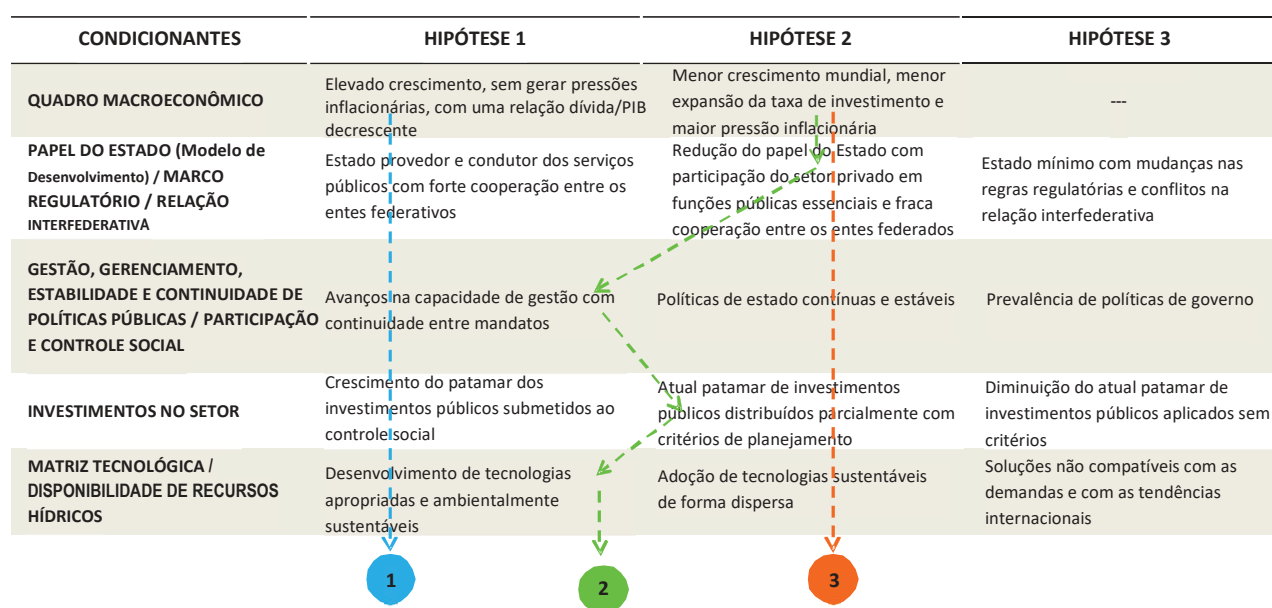 CONDICIONANTES
HIPÓTESE 1
HIPÓTESE 2
HIPÓTESE 3
QUADRO MACROECONÔMICO
Elevado crescimento, sem gerar pressões
inflacionárias, com uma relação dívida/PIB
decrescente
Menor crescimento mundial, menor
expansão da taxa de investimento e
maior pressão inflacionária
---
PAPEL DO ESTADO (Modelo de
Desenvolvimento) / MARCO
REGULATÓRIO / RELAÇÃO
INTERFEDERATIVA
Estado provedor e condutor dos serviços
públicos com forte cooperação entre os
entes federativos
Redução do papel do Estado com
participação do setor privado em
funções públicas essenciais e fraca
cooperação entre os entes federados
Estado mínimo com mudanças nas
regras regulatórias e conflitos na
relação interfederativa
GESTÃO, GERENCIAMENTO,
ESTABILIDADE E CONTINUIDADE DE
POLÍTICAS PÚBLICAS / PARTICIPAÇÃO
E CONTROLE SOCIAL
Avanços na capacidade de gestão com
continuidade entre mandatos
Políticas de estado contínuas e estáveis
Prevalência de políticas de governo
INVESTIMENTOS NO SETOR
Crescimento do patamar dos
investimentos públicos submetidos ao
controle social
Atual patamar de investimentos
públicos distribuídos parcialmente com
critérios de planejamento
Diminuição do atual patamar de
investimentos públicos aplicados sem
critérios
MATRIZ TECNOLÓGICA /
DISPONIBILIDADE DE RECURSOS
HÍDRICOS
Desenvolvimento de tecnologias
apropriadas e ambientalmente
sustentáveis
Adoção de tecnologias sustentáveis
de forma dispersa
Soluções não compatíveis com as
demandas e com as tendências
internacionais
1
2
3